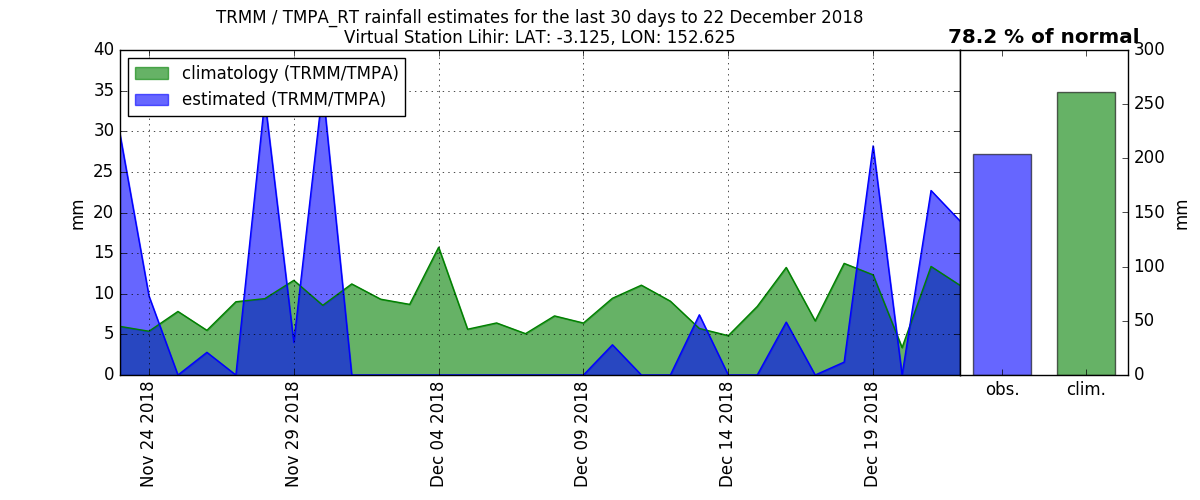 TRMM / TMPA_RT rainfall estimates for the last 30 days to 22 December 2018
Virtual Station Lihir: LAT: -3.125, LON: 152.625
78.2 % of normal
climatology (TRMM/TMPA)
estimated (TRMM/TMPA)
mm
40
35
30
25
20
15
10
5
0
Nov 24 2018
Nov 29 2018
Dec 04 2018
Dec 09 2018
Dec 14 2018
Dec 19 2018
300
250
200
150
100
50
0
mm
obs.
clim.